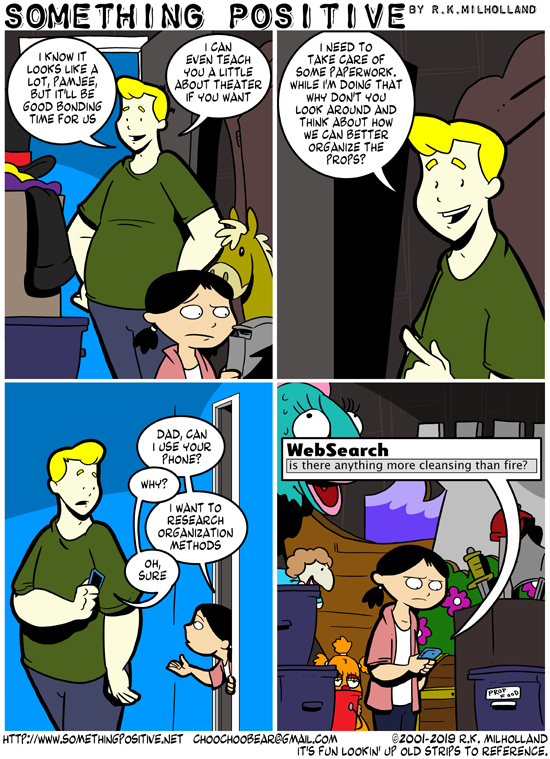 SOMETHING POSITIVE BY R.K.MILHOLLAND
I KNOW IT
LOOKS LIKE A
LOT, PAMJEE,
BUT IT'LL BE
GOOD BONDING
TIME FOR US
I CAN
EVEN TEACH
YOU A LITTLE
ABOUT THEATER
IF YOU WANT
I NEED TO
TAKE CARE OF
SOME PAPERWORK.
WHILE I'M DOING THAT
WHY DON'T YOU
LOOK AROUND AND
THINK ABOUT HOW
WE CAN BETTER
ORGANIZE THE
PROPS?
DAD, CAN
I USE YOUR
PHONE?
WHY?
I WANT TO
RESEARCH
ORGANIZATION
METHODS
OH,
SURE
WebSearch
is there anything more cleansing than fire?
PROP
FOOD
HTTP://WWW.SOMETHINGPOSITIVE.NET CHOOCHOOBEAR@GMAIL.COM ©2001-2019 R.K. MILHOLLAND
IT'S FUN LOOKIN' UP OLD STRIPS TO REFERENCE.